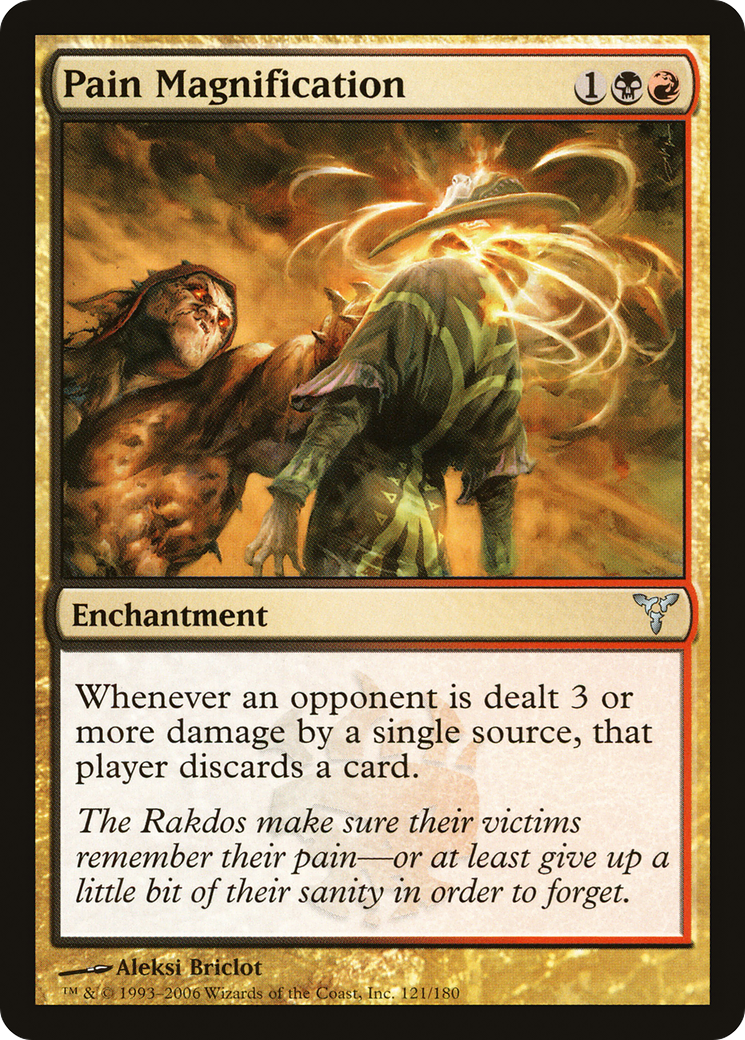 Pain Magnification 1
Enchantment
Whenever an opponent is dealt 3 or
more damage by a single source, that
player discards a card.
The Rakdos make sure their victims
remember their pain—or at least give up a
little bit of their sanity in order to forget.
Aleksi Briclot
™ & © 1993–2006 Wizards of the Coast, Inc. 121/180